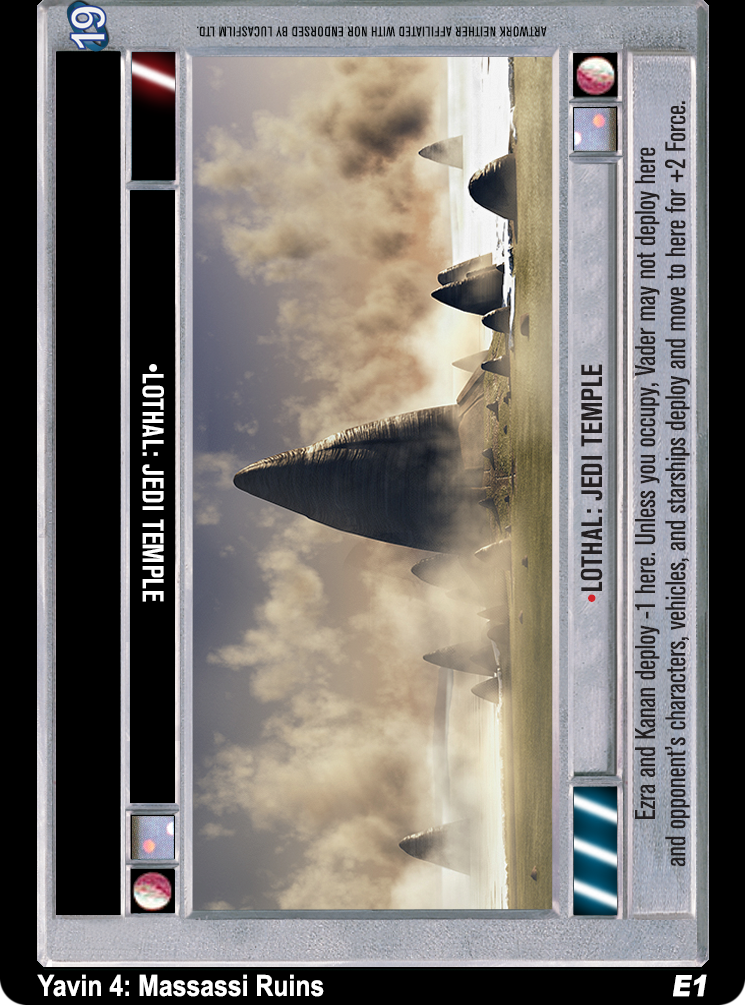 19
ARTWORK NEITHER AFFILIATED WITH NOR ENDORSED BY LUCASFILM LTD.
•LOTHAL: JEDI TEMPLE
•LOTHAL: JEDI TEMPLE
Ezra and Kanan deploy -1 here. Unless you occupy, Vader may not deploy here
and opponent's characters, vehicles, and starships deploy and move to here for +2 Force.
Yavin 4: Massassi Ruins E1